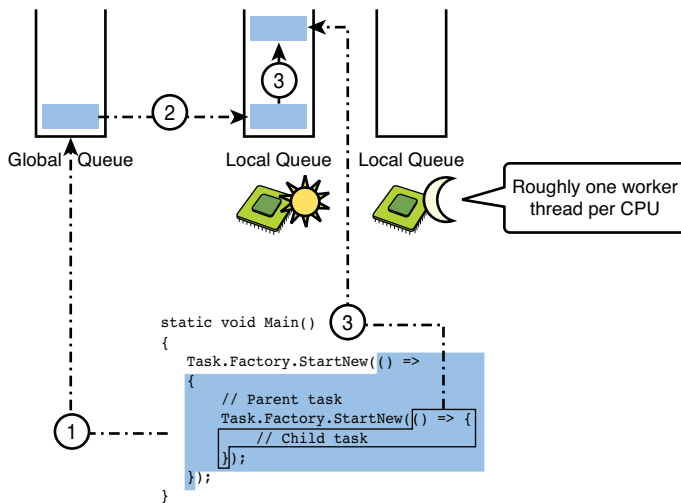 3
2
Global Queue
Local Queue
Local Queue
Roughly one worker
thread per CPU
3
static void Main()
{
Task.Factory.StartNew(() =>
{
// Parent task
Task.Factory.StartNew(() => {
// Child task
});
});
}
1